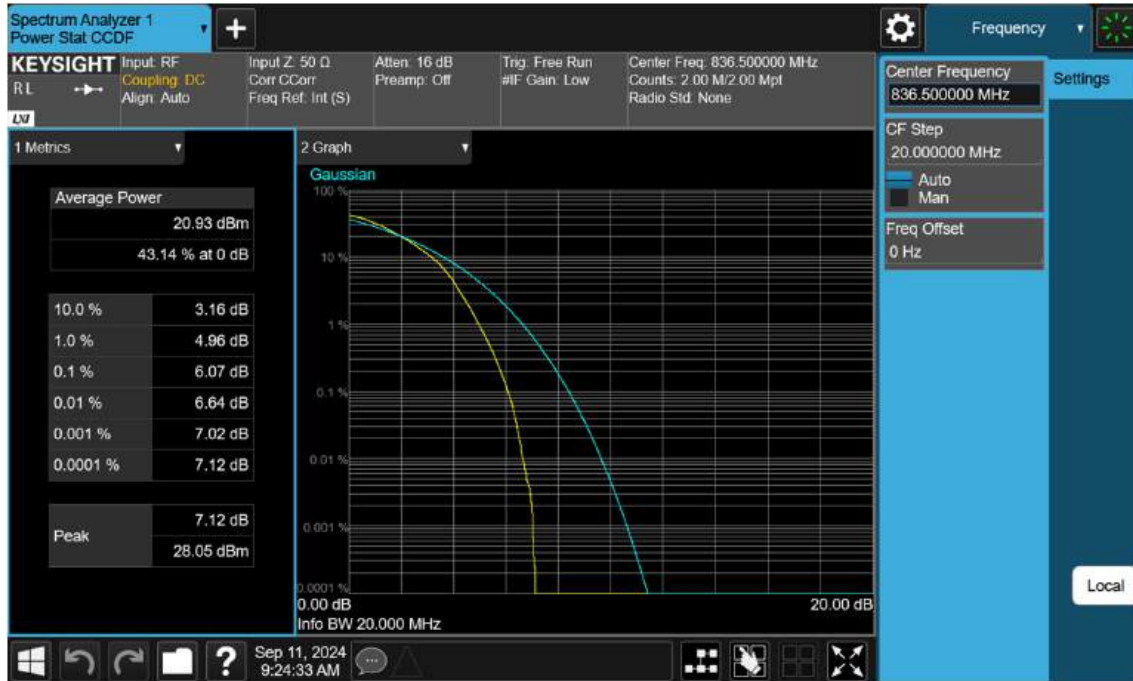 Spectrum Analyzer 1
Power Stat CCDF
Frequency
KEYSIGHT
R L
LXI
Input: RF
Coupling: DC
Align: Auto
Input Z: 50 Ω
Corr CCorr
Freq Ref: Int (S)
Atten: 16 dB
Preamp: Off
Trig: Free Run
#IF Gain: Low
Center Freq: 836.500000 MHz
Counts: 2.00 M/2.00 Mpt
Radio Std: None
Center Frequency
836.500000 MHz
Settings
CF Step
20.000000 MHz
Auto
Man
Freq Offset
0 Hz
Local
1 Metrics
Average Power
20.93 dBm
43.14 % at 0 dB
10.0 % 3.16 dB
1.0 % 4.96 dB
0.1 % 6.07 dB
0.01 % 6.64 dB
0.001 % 7.02 dB
0.0001 % 7.12 dB
Peak
7.12 dB
28.05 dBm
2 Graph
Gaussian
100 %
10 %
1 %
0.1 %
0.01 %
0.001 %
0.0001 %
0.00 dB 20.00 dB
Info BW 20.000 MHz
?
Sep 11, 2024
9:24:33 AM